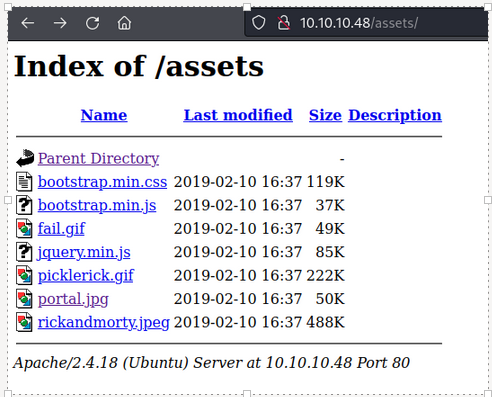 10.10.10.48/assets/
Index of /assets
Name Last modified Size Description
Parent Directory -
bootstrap.min.css 2019-02-10 16:37 119K
bootstrap.min.js 2019-02-10 16:37 37K
fail.gif 2019-02-10 16:37 49K
jquery.min.js 2019-02-10 16:37 85K
picklerick.gif 2019-02-10 16:37 222K
portal.jpg 2019-02-10 16:37 50K
rickandmorty.jpeg 2019-02-10 16:37 488K
Apache/2.4.18 (Ubuntu) Server at 10.10.10.48 Port 80